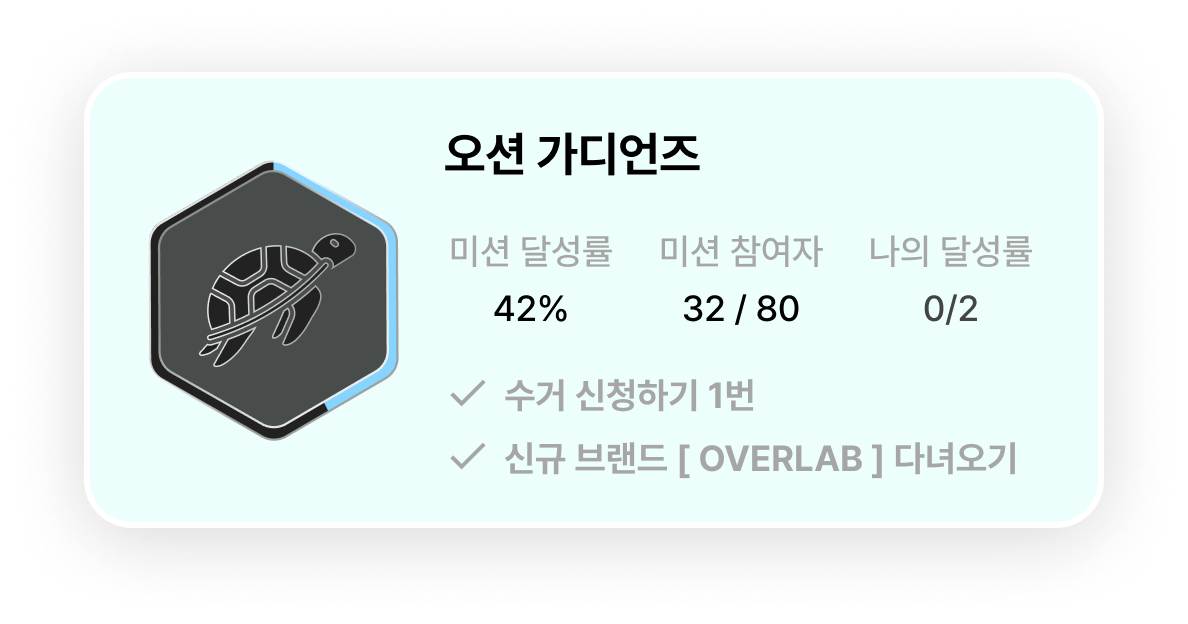 오션 가디언즈
미션 달성률 미션 참여자 나의 달성률
42% 32 / 80 0/2
수거 신청하기 1번
신규 브랜드 [ OVERLAB ] 다녀오기